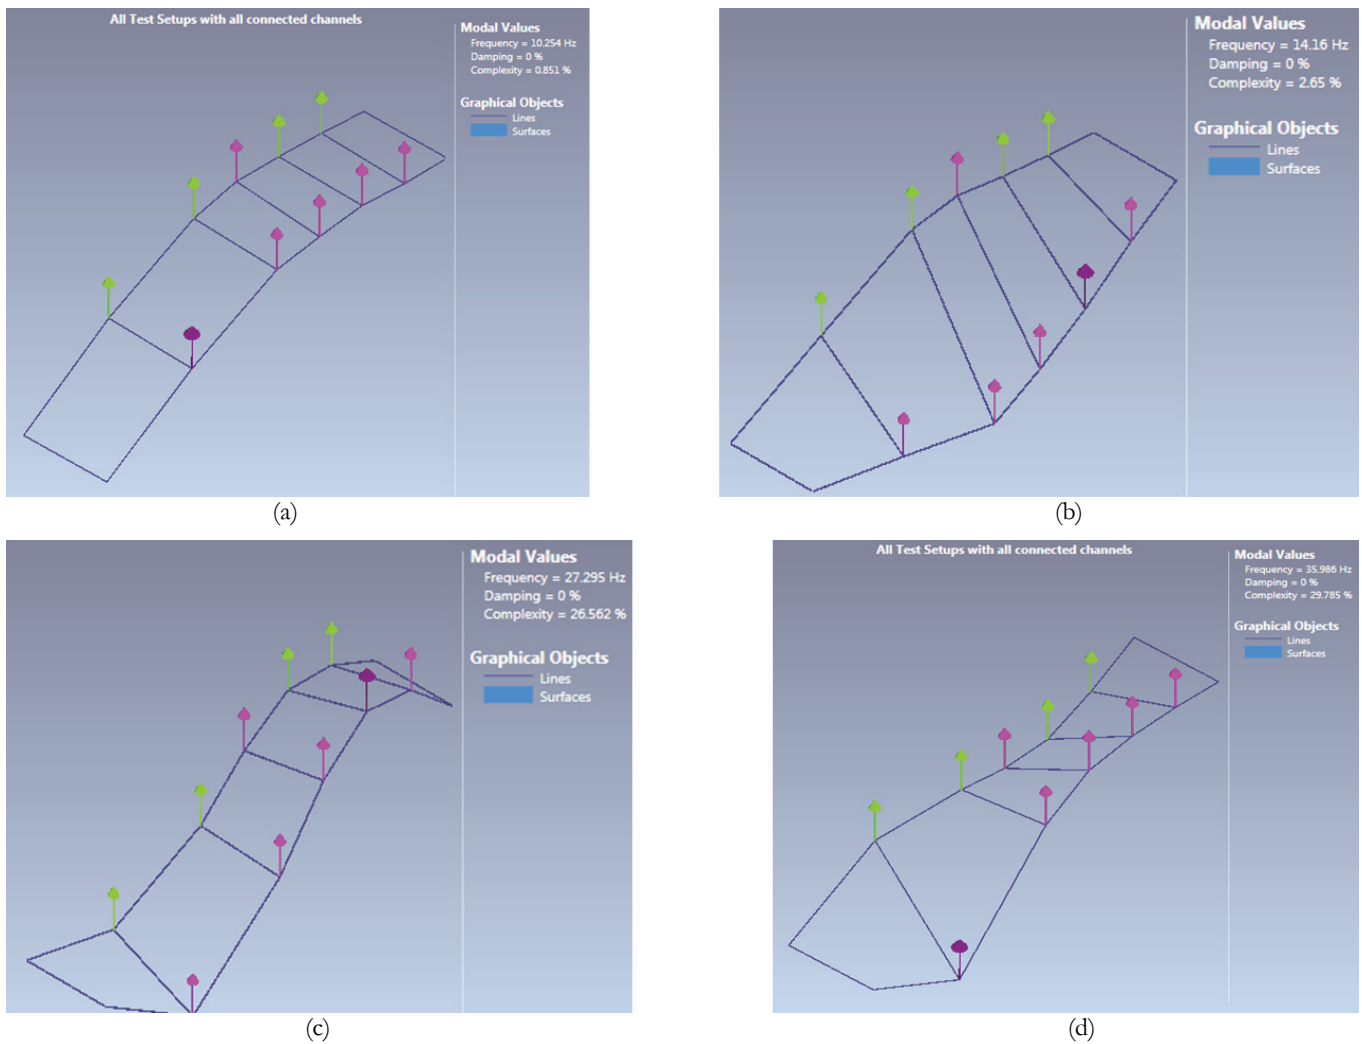 All Test Setups with all connected channels
Modal Values
Frequency = 10.254 Hz
Damping = 0 %
Complexity = 0.851 %
Graphical Objects
Lines
Surfaces
(a)
Modal Values
Frequency = 14.16 Hz
Damping = 0 %
Complexity = 2.65 %
Graphical Objects
Lines
Surfaces
(b)
Modal Values
Frequency = 27.295 Hz
Damping = 0 %
Complexity = 26.562 %
Graphical Objects
Lines
Surfaces
(c)
All Test Setups with all connected channels
Modal Values
Frequency = 35.986 Hz
Damping = 0 %
Complexity = 29.785 %
Graphical Objects
Lines
Surfaces
(d)